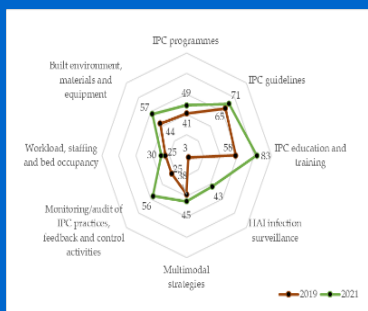 IPC programmes
Built environment,
materials and
equipment
IPC guidelines
49
71
57
41
65
44
Workload, staffing
and bed occupancy
30
25
3
58
83
IPC education and
training
25
38
43
Monitoring/audit of
IPC practices,
feedback and control
activities
56
45
HAI infection
surveillance
Multimodal
strategies
2019
2021